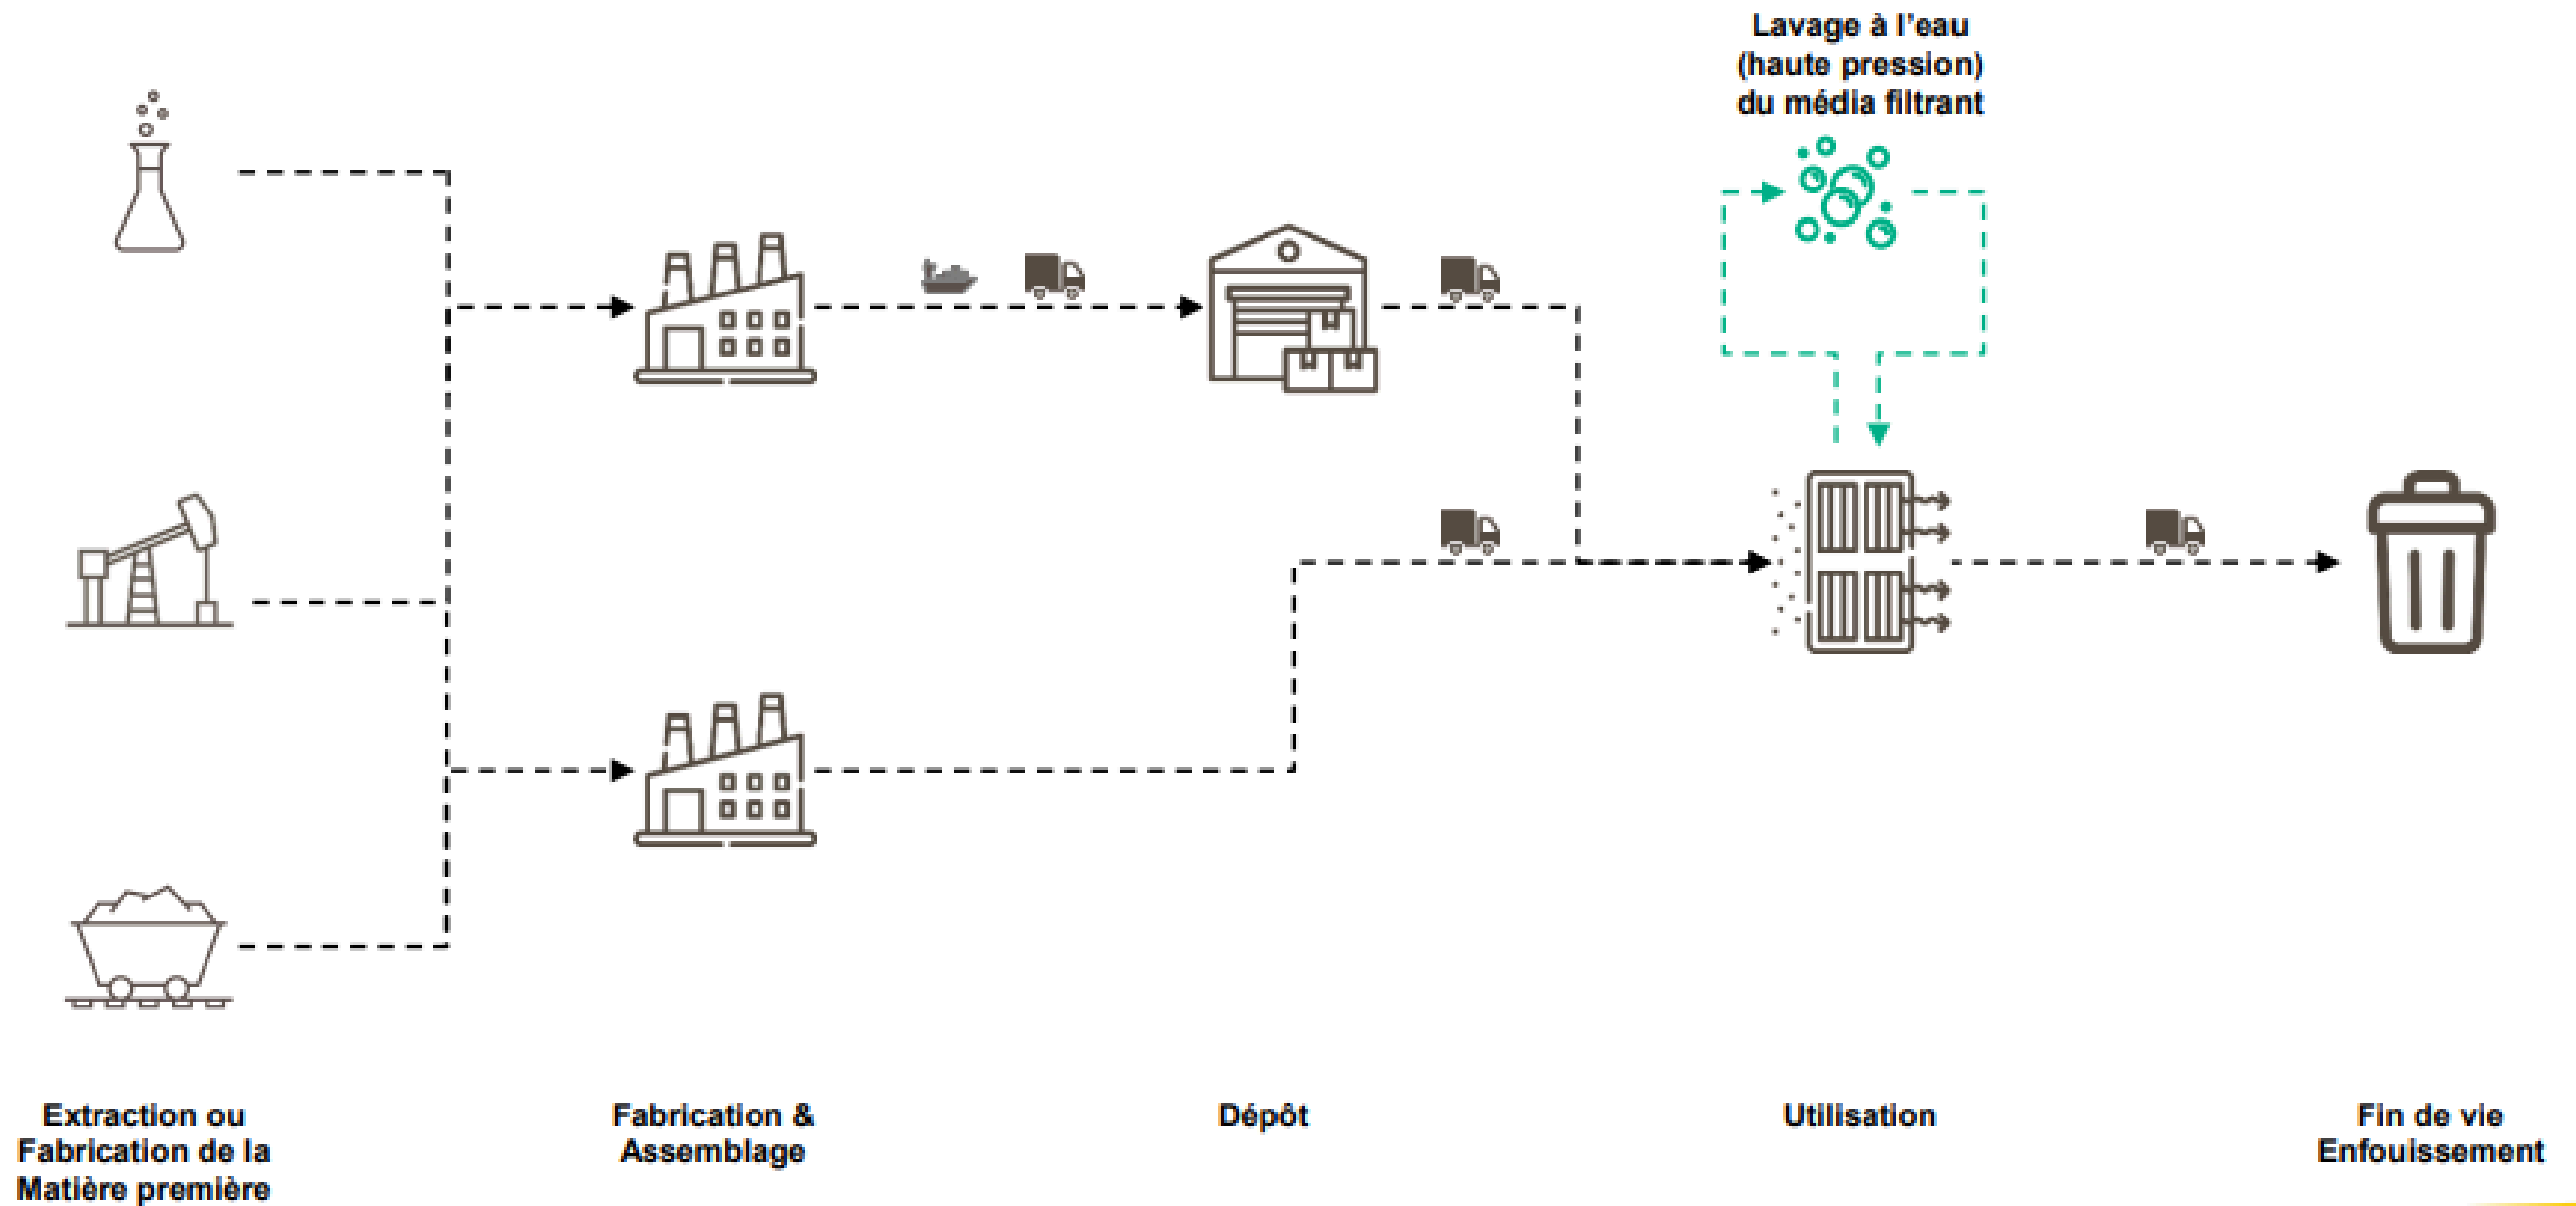 Lavage à l'eau
(haute pression)
du média filtrant
Extraction ou
Fabrication de la
Matière première
Fabrication &
Assemblage
Dépôt
Utilisation
Fin de vie
Enfouissement